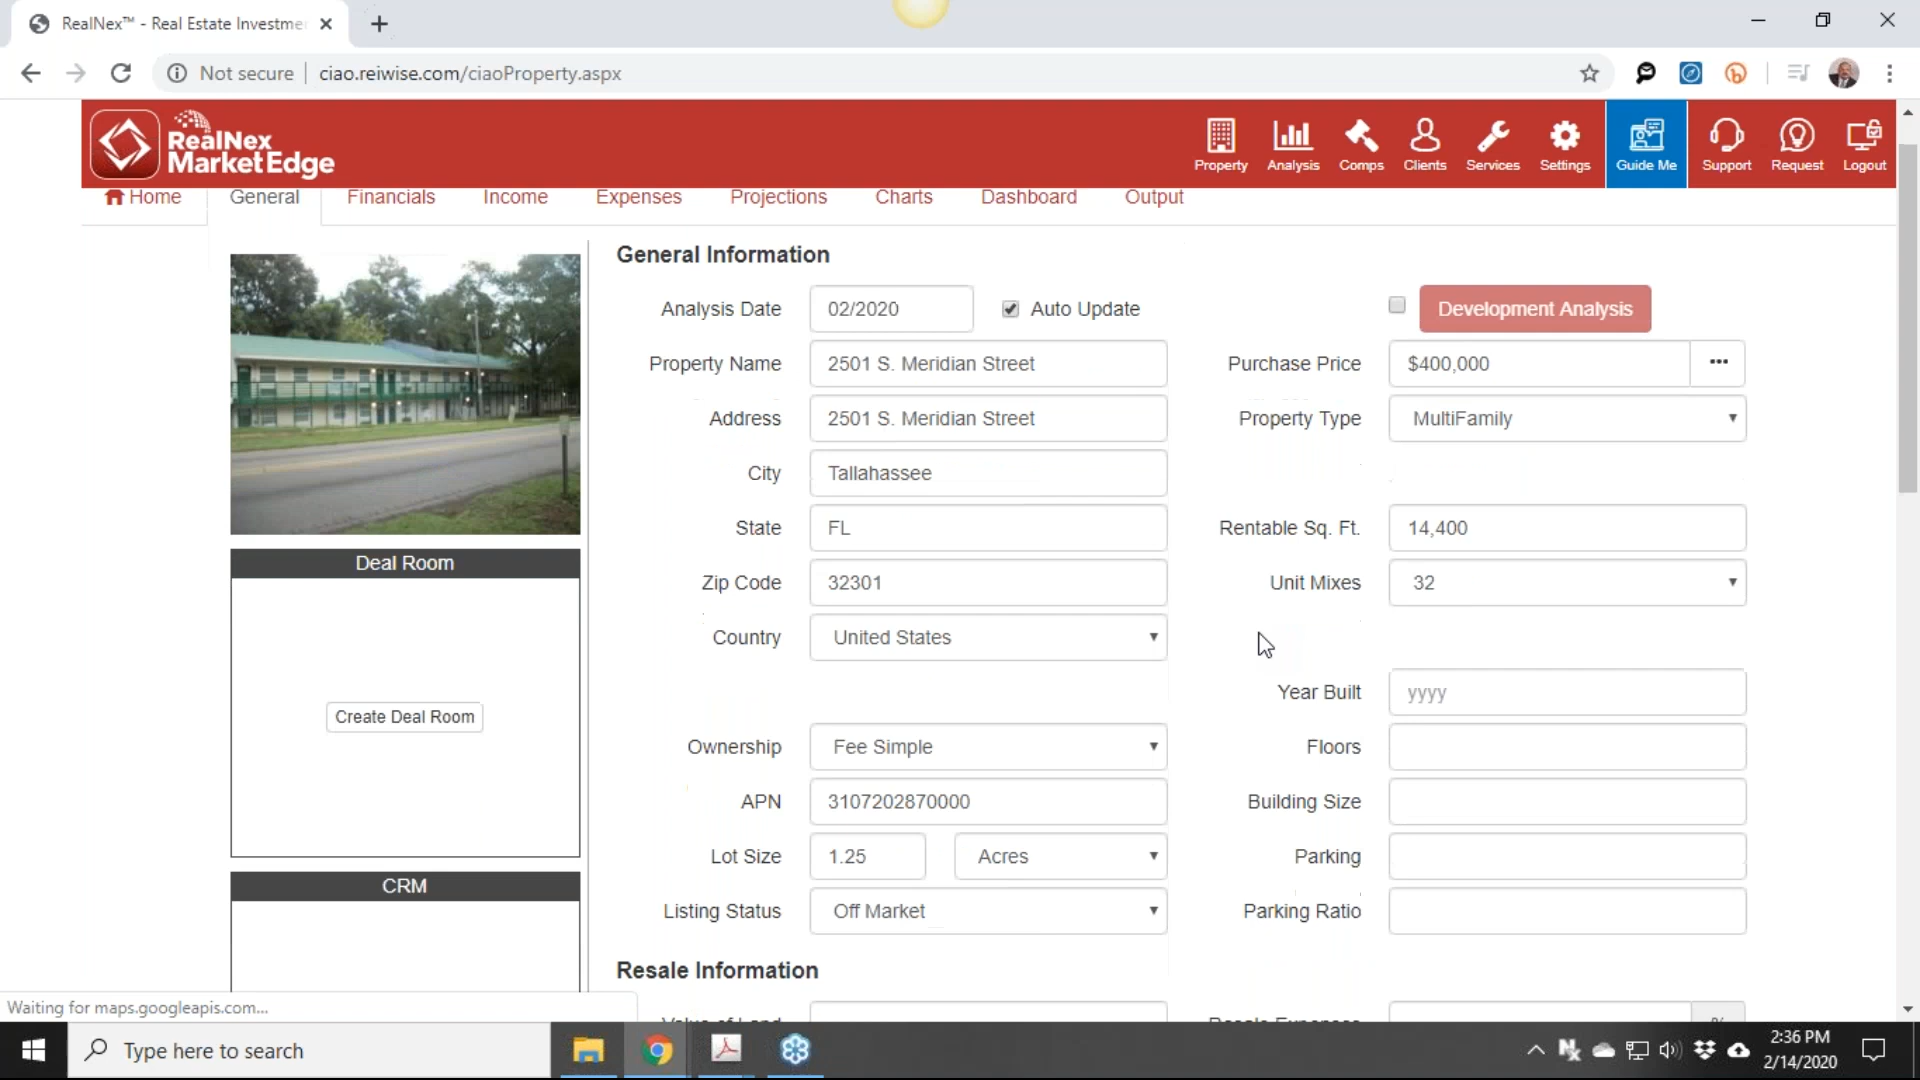 RealNex™ - Real Estate Investme
Not secure
ciao.reiwise.com/ciaoProperty.aspx
RealNex
MarketEdge
Property
Analysis
Comps
Clients
Services
Settings
Guide Me
Support
Request
Logout
Home
General
Financials
Income
Expenses
Projections
Charts
Dashboard
Output
General Information
Analysis Date
02/2020
Auto Update
Development Analysis
Property Name
2501 S. Meridian Street
Purchase Price
$400,000
Address
2501 S. Meridian Street
Property Type
MultiFamily
City
Tallahassee
State
FL
Rentable Sq. Ft.
14,400
Deal Room
Zip Code
32301
Unit Mixes
32
Country
United States
Year Built
yyyy
Create Deal Room
Ownership
Fee Simple
Floors
APN
3107202870000
Building Size
Lot Size
1.25
Acres
Parking
CRM
Listing Status
Off Market
Parking Ratio
Resale Information
Waiting for maps.googleapis.com...
Value of Land
Resale Expenses
%
Type here to search
2:36 PM
2/14/2020